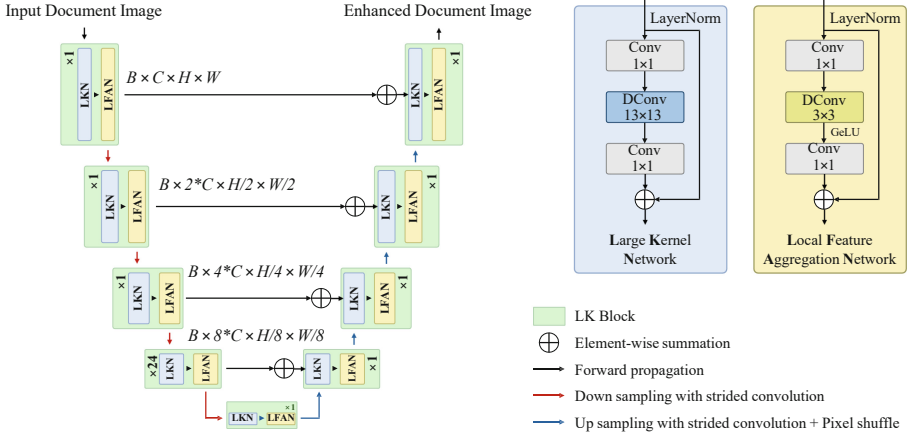 Input Document Image
Enhanced Document Image
×1
LKN
LFAN
B × C × H × W
×1
LKN
LFAN
×1
LKN
LFAN
B × 2*C × H/2 × W/2
×1
LKN
LFAN
×1
LKN
LFAN
B × 4*C × H/4 × W/4
×1
LKN
LFAN
×24
LKN
LFAN
B × 8*C × H/8 × W/8
×1
LKN
LFAN
×1
LKN
LFAN
LayerNorm
Conv
1×1
DConv
13×13
Conv
1×1
Large Kernel
Network
LayerNorm
Conv
1×1
DConv
3×3
GeLU
Conv
1×1
Local Feature
Aggregation Network
LK Block
Element-wise summation
Forward propagation
Down sampling with strided convolution
Up sampling with strided convolution + Pixel shuffle